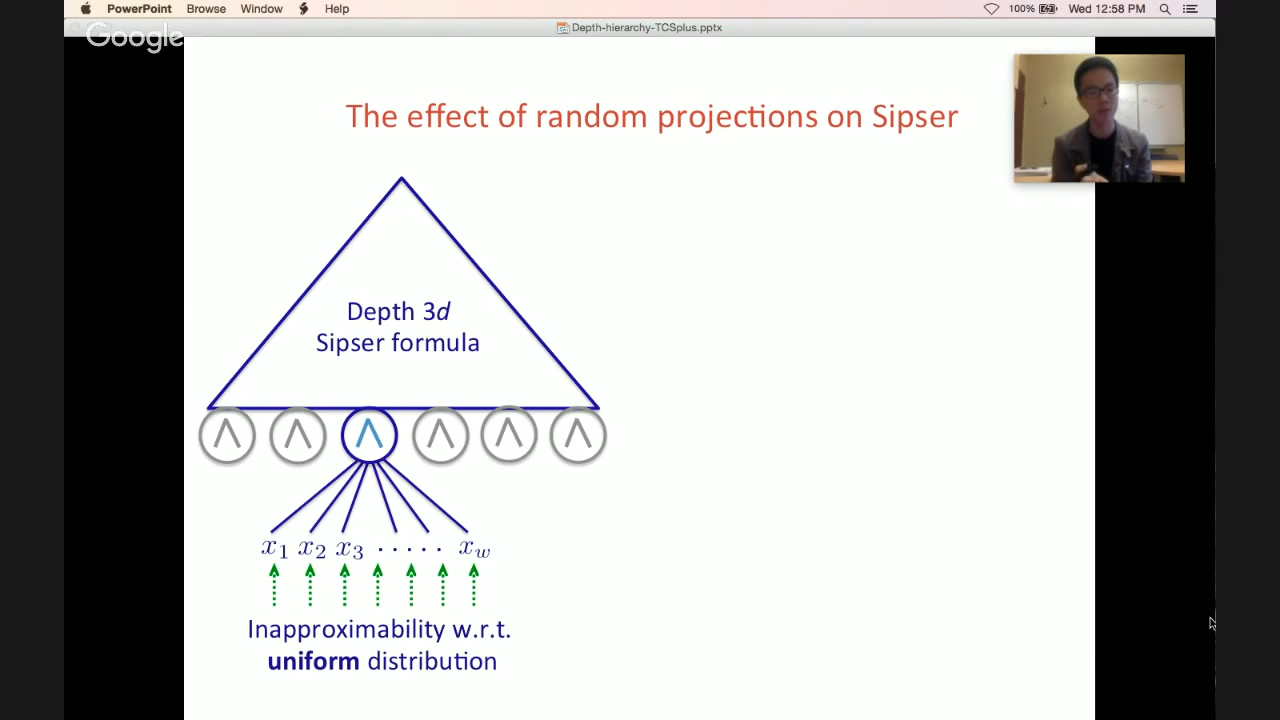 PowerPoint Browse Window Help
100% Wed 12:58 PM
Depth-hierarchy-TCSplus.pptx
Google
The effect of random projections on Sipser
Depth 3d
Sipser formula
∧ ∧ ∧ ∧ ∧ ∧
x₁ x₂ x₃ · · · · · x_w
Inapproximability w.r.t.
uniform distribution